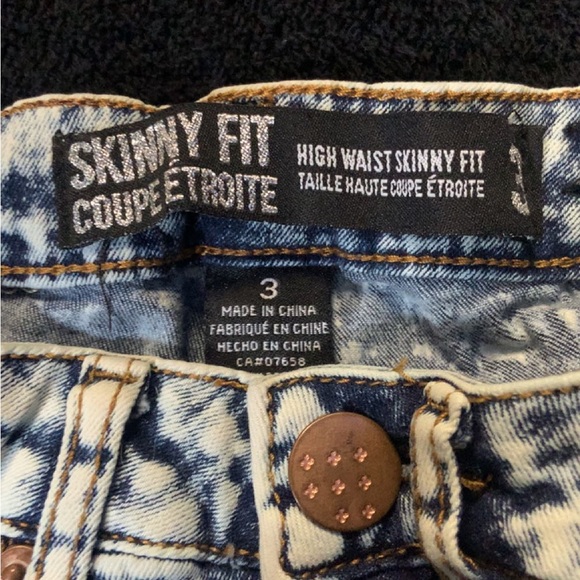 SKINNY FIT
COUPE ÉTROITE
HIGH WAIST SKINNY FIT
TAILLE HAUTE COUPE ÉTROITE
3
3
MADE IN CHINA
FABRIQUÉ EN CHINE
HECHO EN CHINA
CA#07658